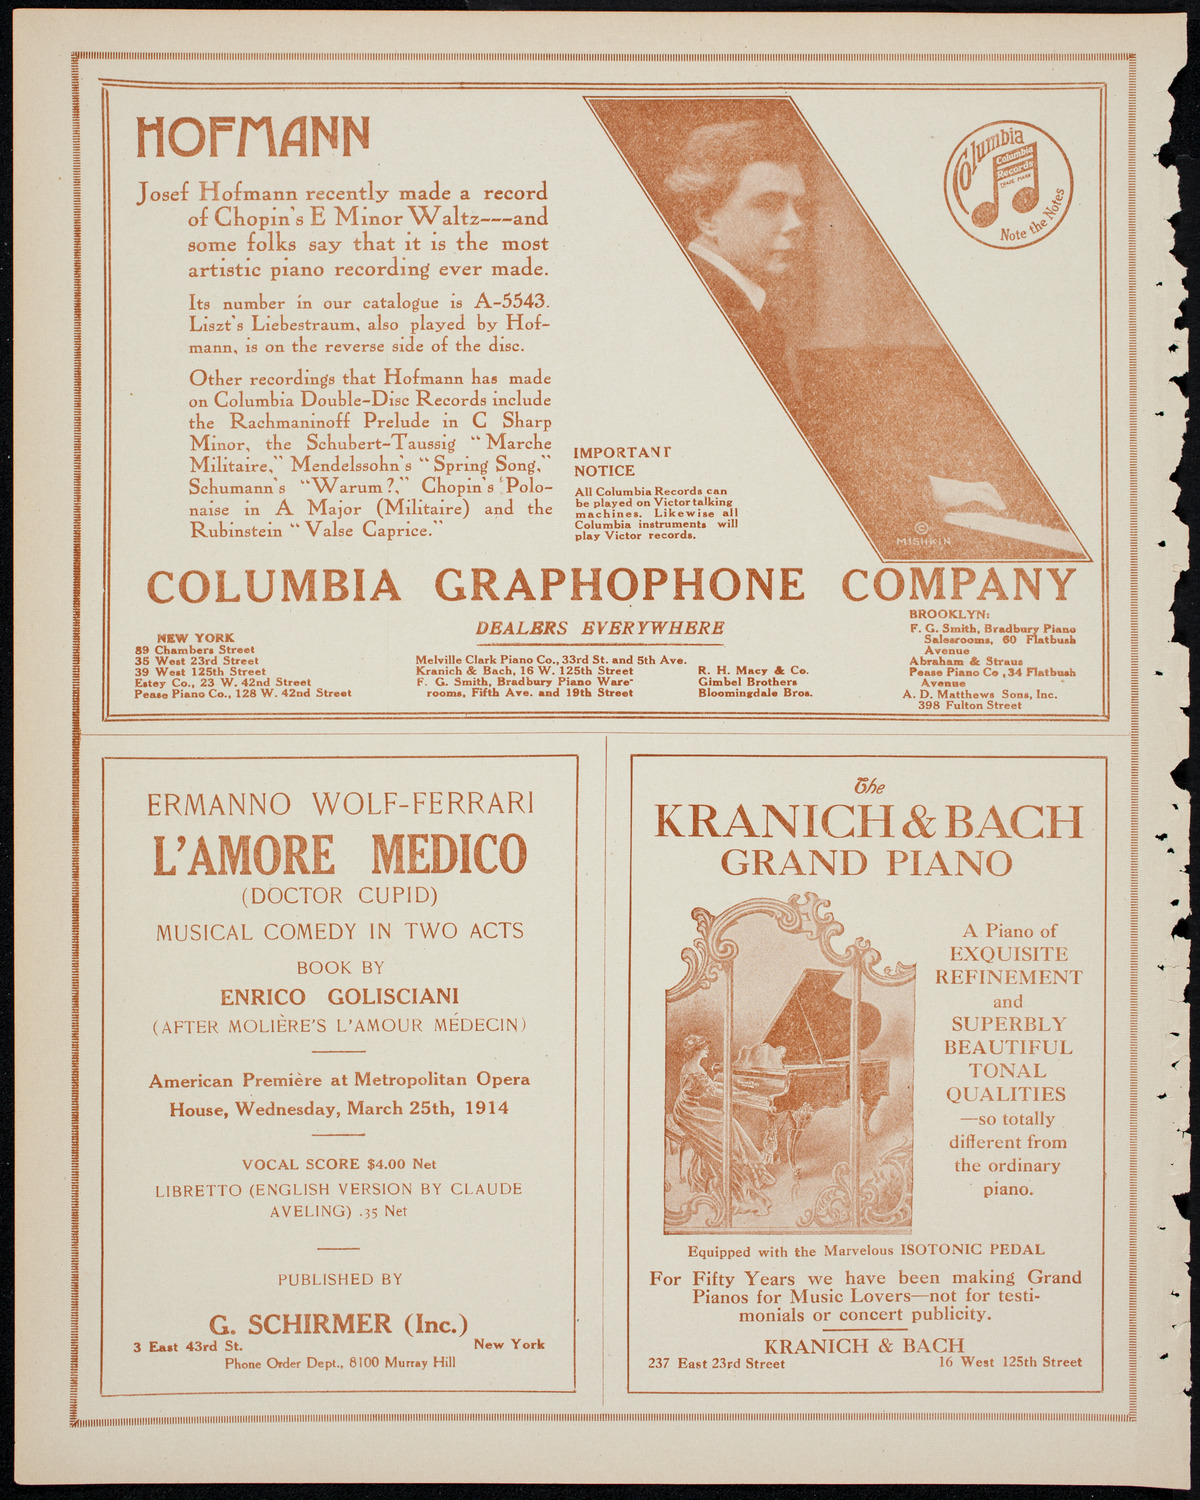 HOFMANN
Josef Hofmann recently made a record
of Chopin's E Minor Waltz---and
some folks say that it is the most
artistic piano recording ever made.
Its number in our catalogue is A-5543.
Liszt's Liebestraum, also played by Hof-
mann, is on the reverse side of the disc.
Other recordings that Hofmann has made
on Columbia Double-Disc Records include
the Rachmaninoff Prelude in C Sharp
Minor, the Schubert-Taussig "Marche
Militaire," Mendelssohn's "Spring Song,"
Schumann's "Warum?," Chopin's Polo-
naise in A Major (Militaire) and the
Rubinstein "Valse Caprice."
IMPORTANT
NOTICE
All Columbia Records can
be played on Victor talking
machines. Likewise all
Columbia instruments will
play Victor records.
©
MISHKIN
Columbia
Columbia
Records
TRADE MARK
Note the Notes
COLUMBIA GRAPHOPHONE COMPANY
DEALERS EVERYWHERE
NEW YORK
89 Chambers Street
35 West 23rd Street
39 West 125th Street
Estey Co., 23 W. 42nd Street
Pease Piano Co., 128 W. 42nd Street
Melville Clark Piano Co., 33rd St. and 5th Ave.
Kranich & Bach, 16 W. 125th Street
F. G. Smith, Bradbury Piano Ware-
rooms, Fifth Ave. and 19th Street
R. H. Macy & Co.
Gimbel Brothers
Bloomingdale Bros.
BROOKLYN:
F. G. Smith, Bradbury Piano
Salesrooms, 60 Flatbush
Avenue
Abraham & Straus
Pease Piano Co., 34 Flatbush
Avenue
A. D. Matthews Sons, Inc.
398 Fulton Street
ERMANNO WOLF-FERRARI
L'AMORE MEDICO
(DOCTOR CUPID)
MUSICAL COMEDY IN TWO ACTS
BOOK BY
ENRICO GOLISCIANI
(AFTER MOLIÈRE'S L'AMOUR MÉDECIN)
American Première at Metropolitan Opera
House, Wednesday, March 25th, 1914
VOCAL SCORE $4.00 Net
LIBRETTO (ENGLISH VERSION BY CLAUDE
AVELING) .35 Net
PUBLISHED BY
G. SCHIRMER (Inc.)
3 East 43rd St. New York
Phone Order Dept., 8100 Murray Hill
The
KRANICH & BACH
GRAND PIANO
A Piano of
EXQUISITE
REFINEMENT
and
SUPERBLY
BEAUTIFUL
TONAL
QUALITIES
—so totally
different from
the ordinary
piano.
Equipped with the Marvelous ISOTONIC PEDAL
For Fifty Years we have been making Grand
Pianos for Music Lovers—not for testi-
monials or concert publicity.
KRANICH & BACH
237 East 23rd Street 16 West 125th Street